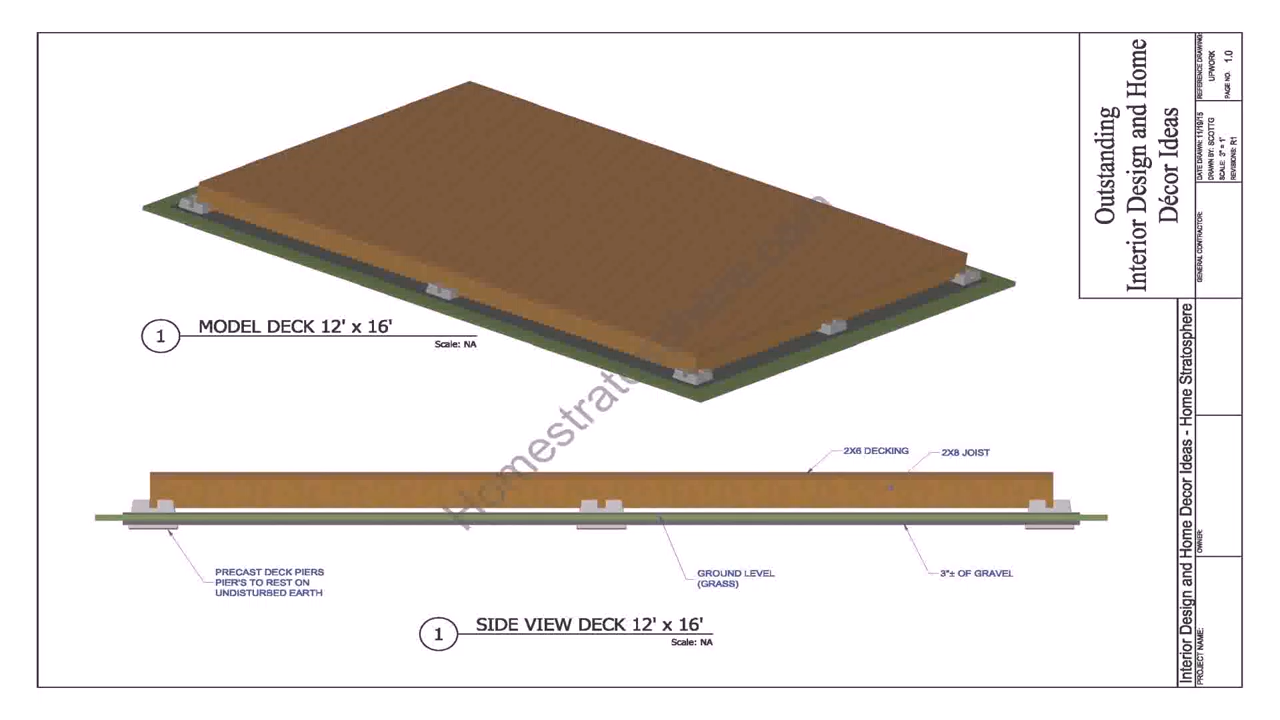 1
MODEL DECK 12' x 16'
Scale: NA
2X6 DECKING
2X8 JOIST
PRECAST DECK PIERS
PIER'S TO REST ON
UNDISTURBED EARTH
GROUND LEVEL
(GRASS)
3"± OF GRAVEL
1
SIDE VIEW DECK 12' x 16'
Scale: NA
Outstanding
Interior Design and Home
Décor Ideas
REFERENCE DRAWING:
UPWORK
PAGE NO. 1.0
DATE DRAWN: 11/19/15
DRAWN BY: SCOTTG
SCALE: 3" = 1'
REVISIONS: R1
GENERAL CONTRACTOR:
Interior Design and Home Decor Ideas - Home Stratosphere
OWNER:
PROJECT NAME: